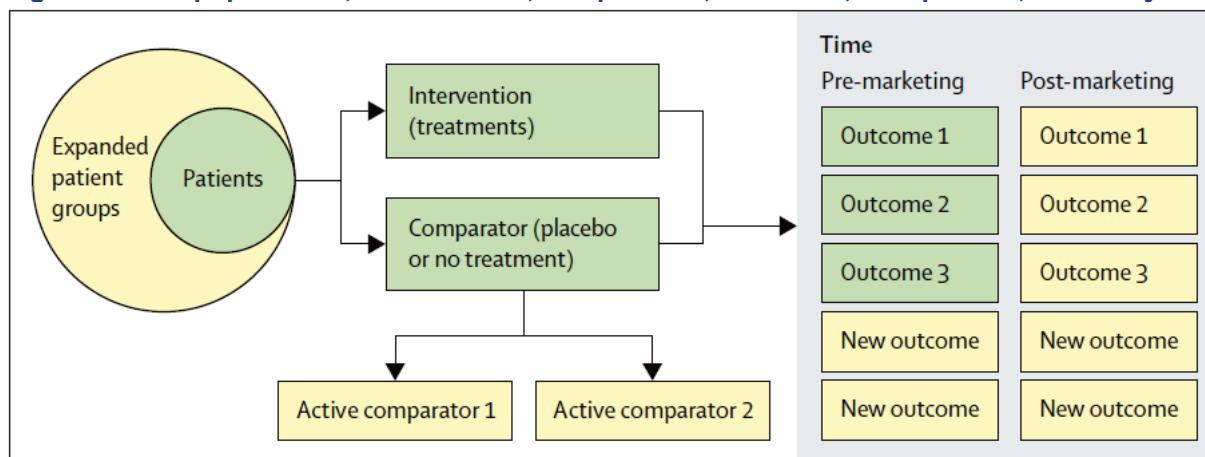 Time
Pre-marketing
Post-marketing
Expanded
patient
groups
Patients
Intervention
(treatments)
Comparator (placebo
or no treatment)
Active comparator 1
Active comparator 2
Outcome 1
Outcome 1
Outcome 2
Outcome 2
Outcome 3
Outcome 3
New outcome
New outcome
New outcome
New outcome